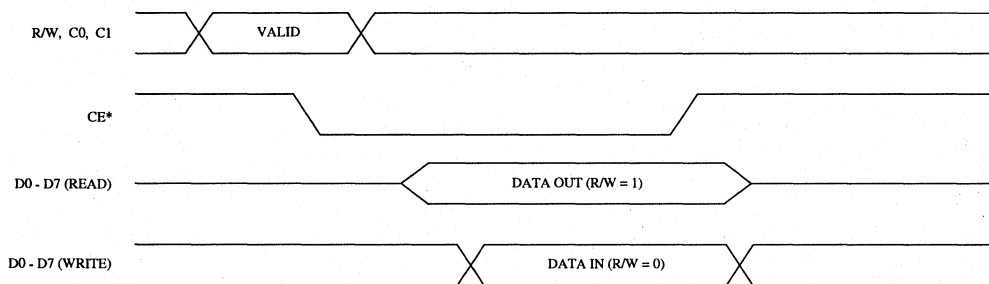 R/W, C0, C1 VALID
CE*
D0 - D7 (READ) DATA OUT (R/W = 1)
D0 - D7 (WRITE) DATA IN (R/W = 0)